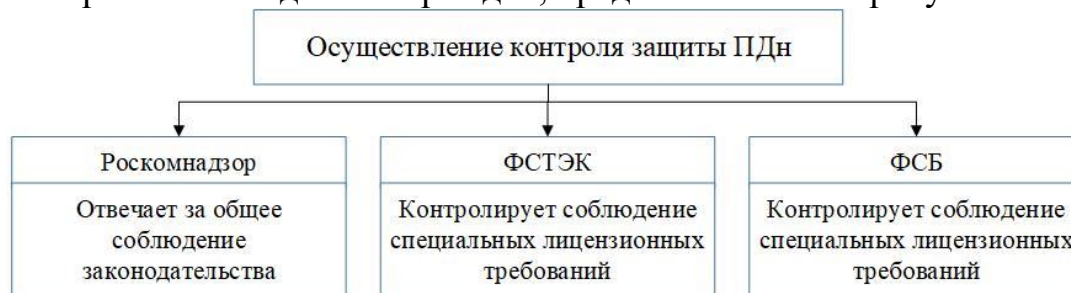 Осуществление контроля защиты ПДн
Роскомнадзор
Отвечает за общее
соблюдение
законодательства
ФСТЭК
Контролирует соблюдение
специальных лицензионных
требований
ФСБ
Контролирует соблюдение
специальных лицензионных
требований